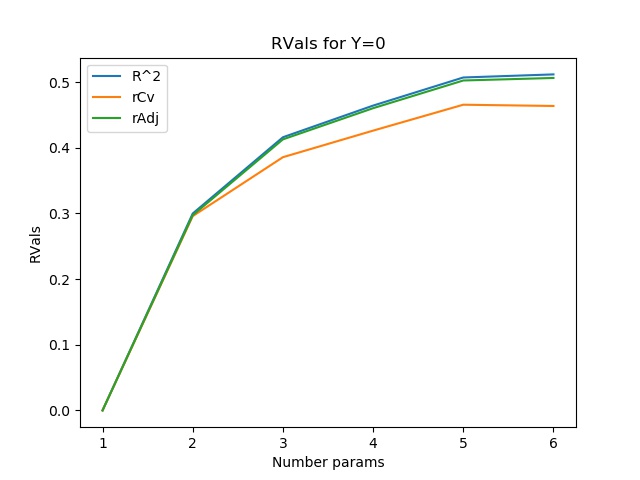 RVals for Y=0
R^2
rCv
rAdj
RVals
0.5
0.4
0.3
0.2
0.1
0.0
1 2 3 4 5 6
Number params